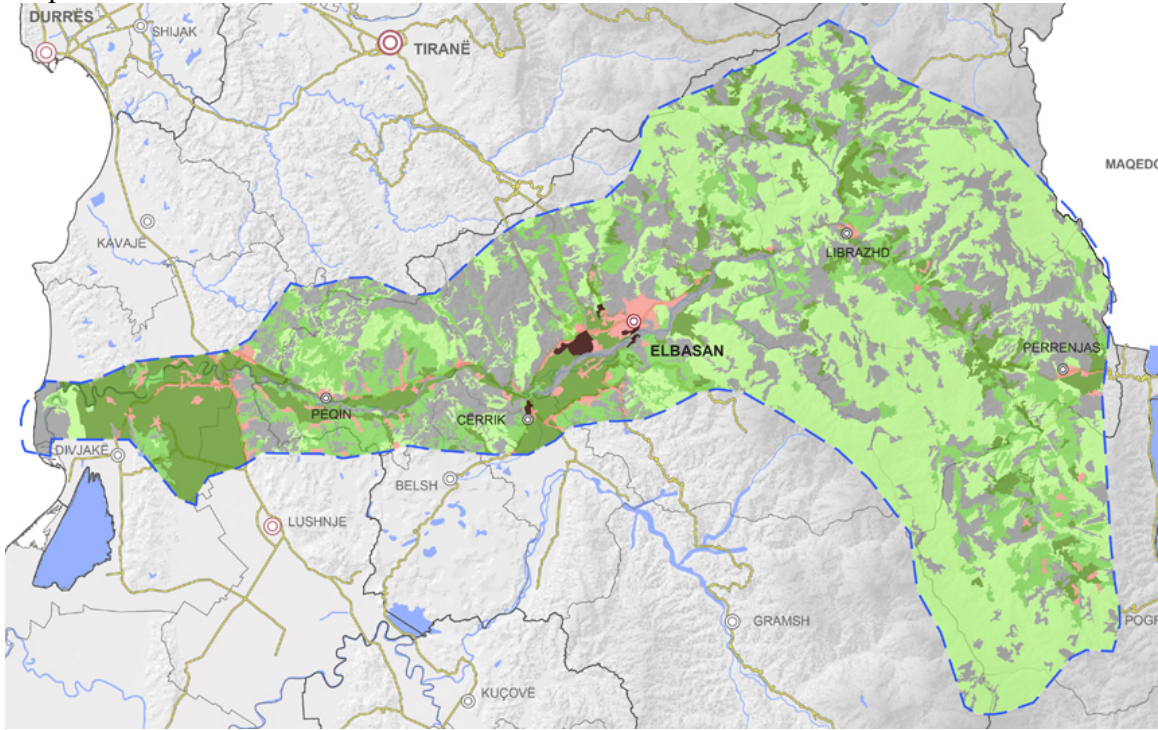 DURRËS
SHIJAK
TIRANË
MAQEDO
KAVAJË
LIBRAZHD
ELBASAN
PERRENJAS
PEQIN
CËRRIK
DIVJAKË
BELSH
LUSHNJE
GRAMSH
POGR
KUÇOVË